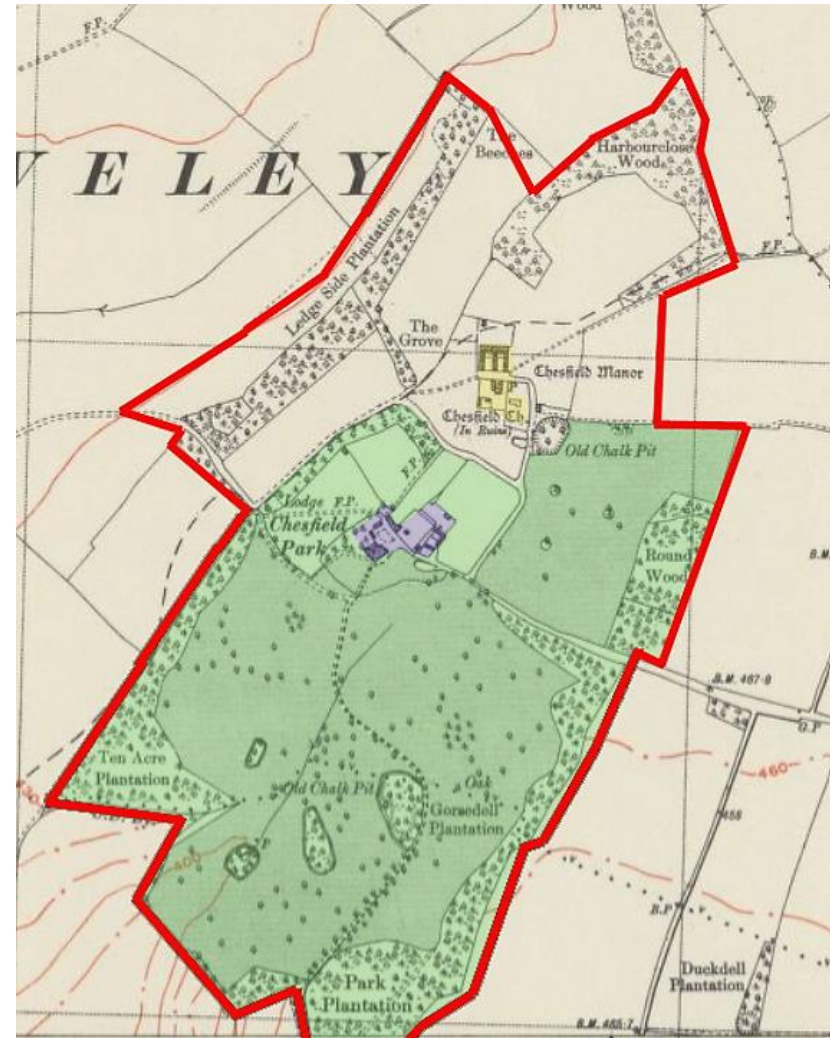 Wood
F.P.
VELEY
The
Beeches
Harbourclose
Wood
F.P.
Ledge Side Plantation
The
Grove
Chesfield Manor
P
Chesfield Ch.
(In Ruins)
Old Chalk Pit
F.P.
Lodge F.P.
Chesfield
Park
Round
Wood
B.M.
B.M. 467·9
G.P
Ten Acre
Plantation
Old Chalk Pit
Oak
Gorsedell
Plantation
460
400
P
458
B.P
Park
Plantation
Duckdell
Plantation
B.M. 465·7